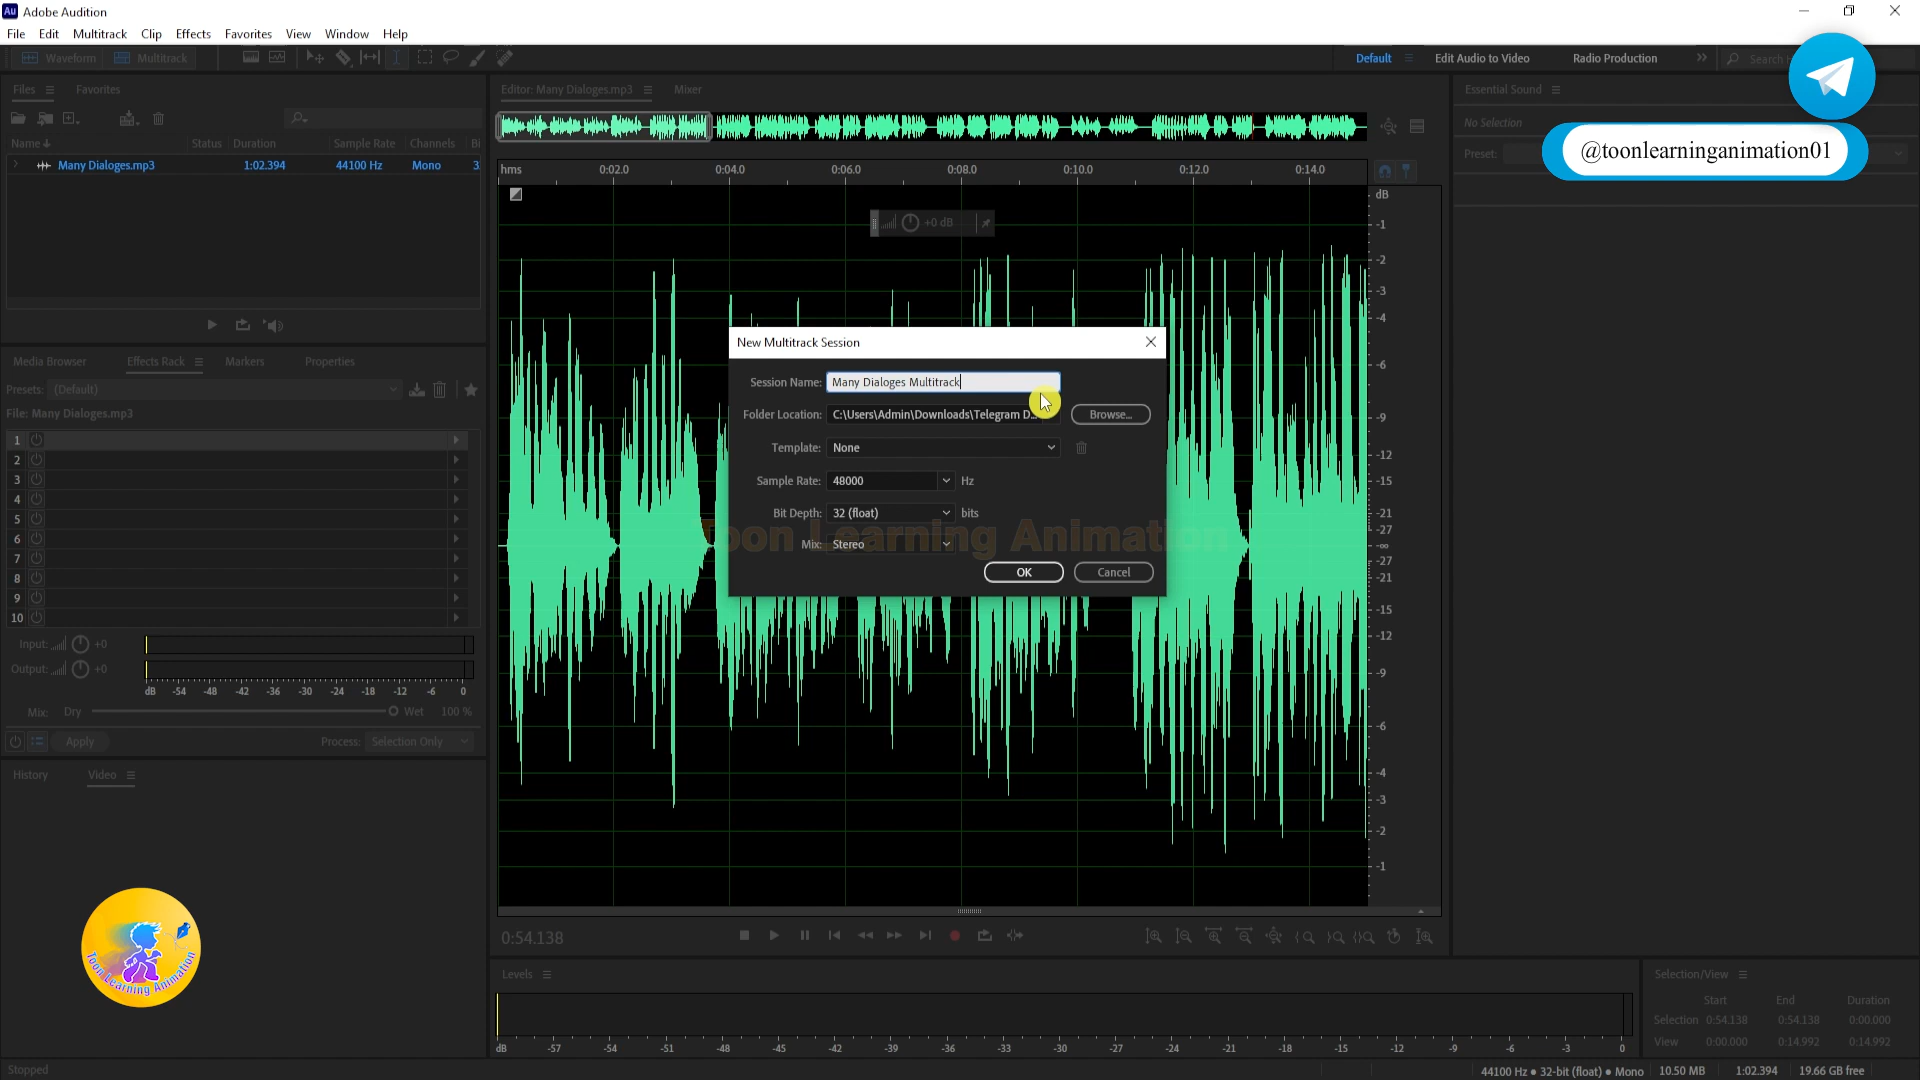 Au Adobe Audition
File Edit Multitrack Clip Effects Favorites View Window Help
Waveform Multitrack Default Edit Audio to Video Radio Production Search
Files Favorites
Editor: Many Dialoges.mp3 Mixer
Essential Sound
No Selection
Preset:
@toonlearninganimation01
Name Status Duration Sample Rate Channels Bi
Many Dialoges.mp3 1:02.394 44100 Hz Mono 3
hms 0:02.0 0:04.0 0:06.0 0:08.0 0:10.0 0:12.0 0:14.0
dB
+0 dB
-1
-2
-3
-4
-6
-9
-12
-15
-21
-27
-∞
-27
-21
-15
-12
-9
-6
-4
-3
-2
-1
Media Browser Effects Rack Markers Properties
Presets: (Default)
File: Many Dialoges.mp3
1
2
3
4
5
6
7
8
9
10
Input: +0
Output: +0
dB -54 -48 -42 -36 -30 -24 -18 -12 -6 0
Mix: Dry Wet 100 %
Apply Process: Selection Only
History Video
New Multitrack Session
Session Name: Many Dialoges Multitrack
Folder Location: C:\Users\Admin\Downloads\Telegram D... Browse...
Template: None
Sample Rate: 48000 Hz
Bit Depth: 32 (float) bits
Toon Learning Animation
Mix: Stereo
OK Cancel
Toon Learning Animation
0:54.138
Levels
dB -57 -54 -51 -48 -45 -42 -39 -36 -33 -30 -27 -24 -21 -18 -15 -12 -9 -6 -3 0
Selection/View
Start End Duration
Selection 0:54.138 0:54.138 0:00.000
View 0:00.000 0:14.992 0:14.992
Stopped
44100 Hz • 32-bit (float) • Mono 10.50 MB 1:02.394 19.66 GB free